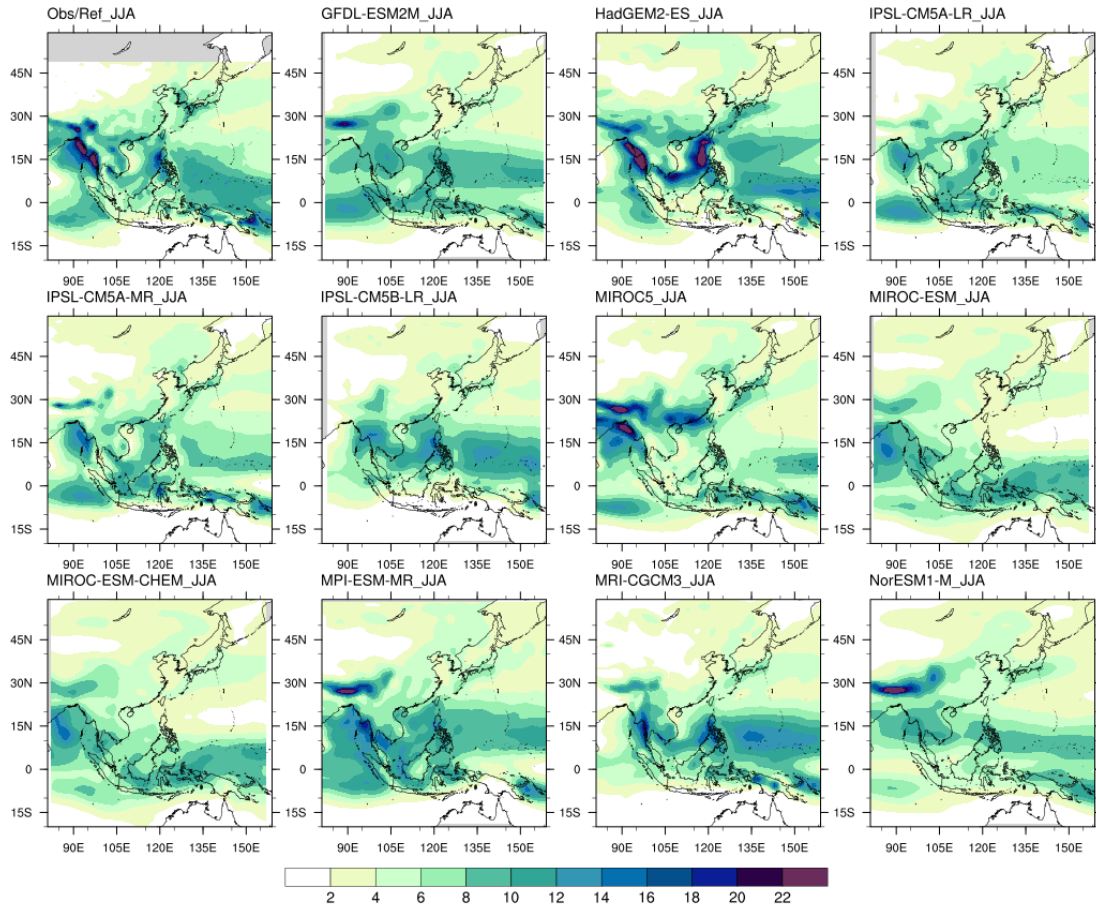 Obs/Ref_JJA GFDL-ESM2M_JJA HadGEM2-ES_JJA IPSL-CM5A-LR_JJA
45N 45N 45N 45N
30N 30N 30N 30N
15N 15N 15N 15N
0 0 0 0
15S 15S 15S 15S
90E 105E 120E 135E 150E 90E 105E 120E 135E 150E 90E 105E 120E 135E 150E 90E 105E 120E 135E 150E
IPSL-CM5A-MR_JJA IPSL-CM5B-LR_JJA MIROC5_JJA MIROC-ESM_JJA
45N 45N 45N 45N
30N 30N 30N 30N
15N 15N 15N 15N
0 0 0 0
15S 15S 15S 15S
90E 105E 120E 135E 150E 90E 105E 120E 135E 150E 90E 105E 120E 135E 150E 90E 105E 120E 135E 150E
MIROC-ESM-CHEM_JJA MPI-ESM-MR_JJA MRI-CGCM3_JJA NorESM1-M_JJA
45N 45N 45N 45N
30N 30N 30N 30N
15N 15N 15N 15N
0 0 0 0
15S 15S 15S 15S
90E 105E 120E 135E 150E 90E 105E 120E 135E 150E 90E 105E 120E 135E 150E 90E 105E 120E 135E 150E
2 4 6 8 10 12 14 16 18 20 22